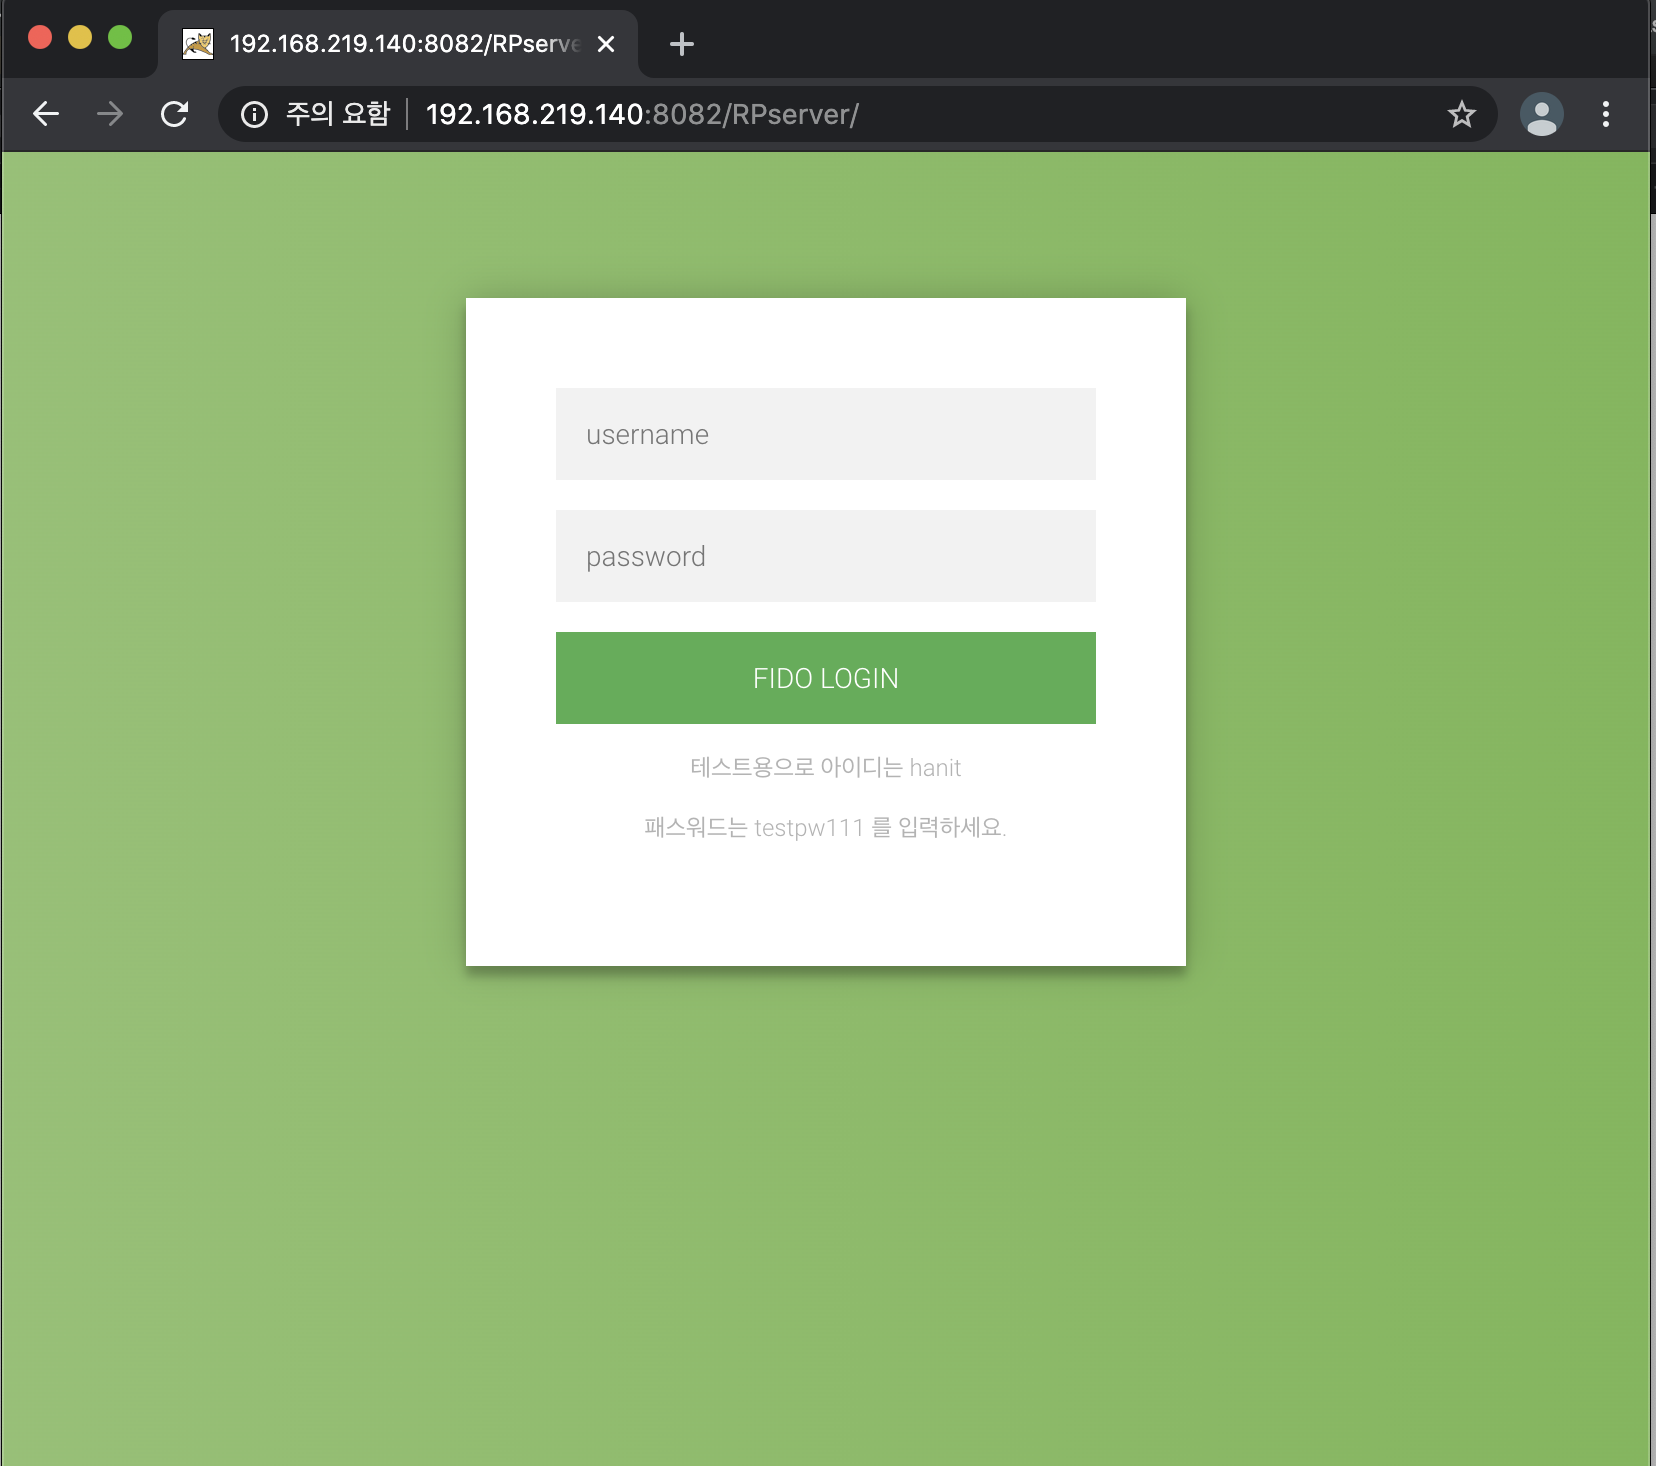 192.168.219.140:8082/RPserve
주의 요함 192.168.219.140:8082/RPserver/
username
password
FIDO LOGIN
테스트용으로 아이디는 hanit
패스워드는 testpw111 를 입력하세요.